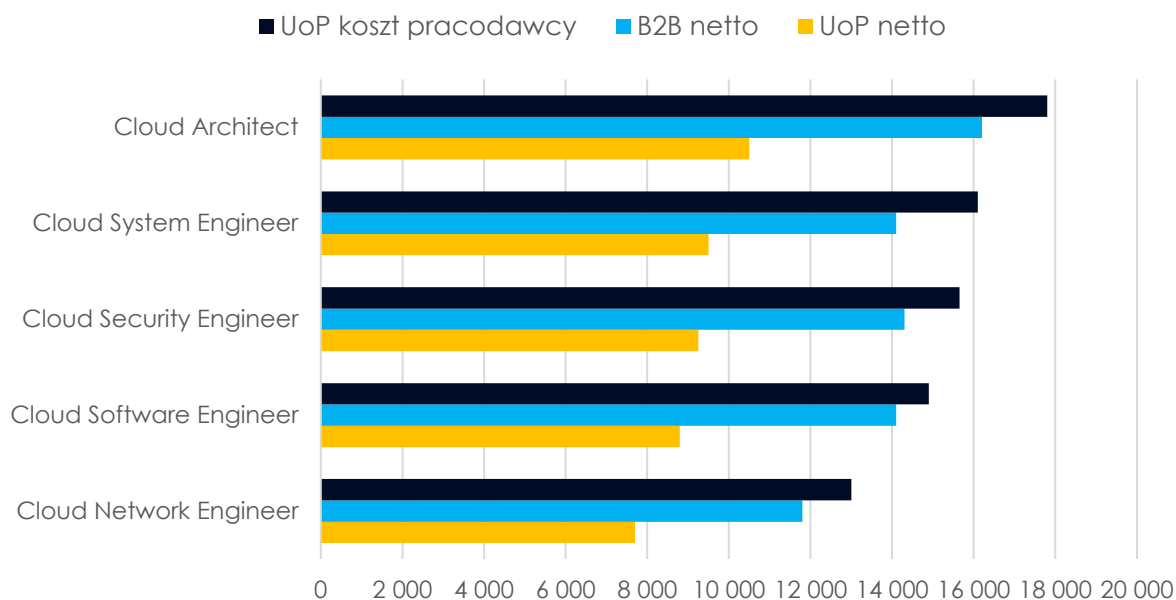 UoP koszt pracodawcy B2B netto UoP netto
Cloud Architect
Cloud System Engineer
Cloud Security Engineer
Cloud Software Engineer
Cloud Network Engineer
0 2 000 4 000 6 000 8 000 10 000 12 000 14 000 16 000 18 000 20 000